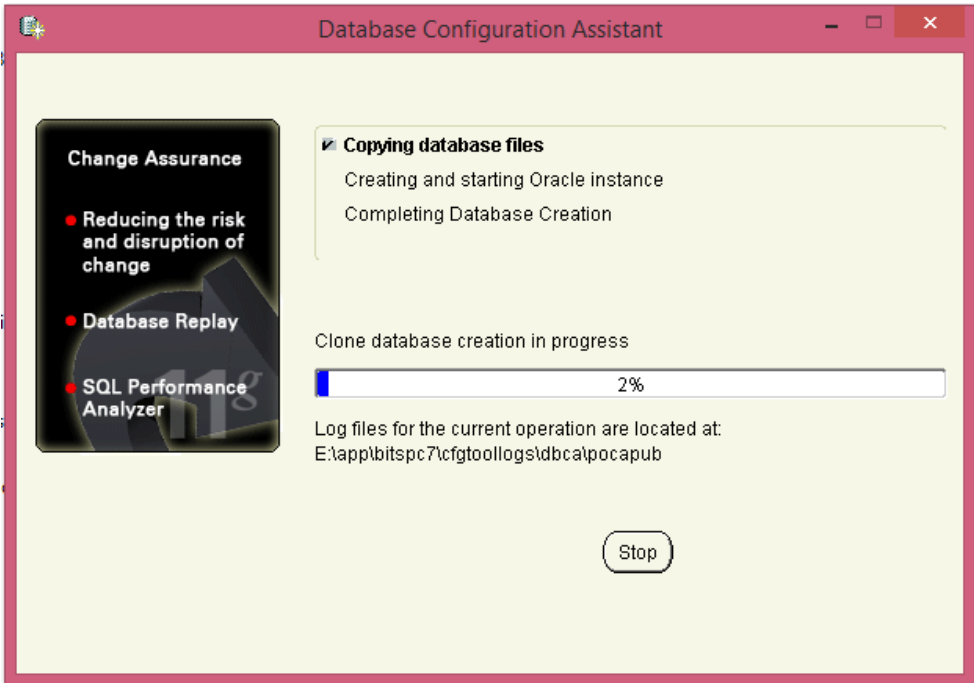 Database Configuration Assistant
Change Assurance
Reducing the risk
and disruption of
change
Database Replay
SQL Performance
Analyzer
11g
Copying database files
Creating and starting Oracle instance
Completing Database Creation
Clone database creation in progress
2%
Log files for the current operation are located at:
E:\app\bitspc7\cfgtoollogs\dbca\pocapub
Stop